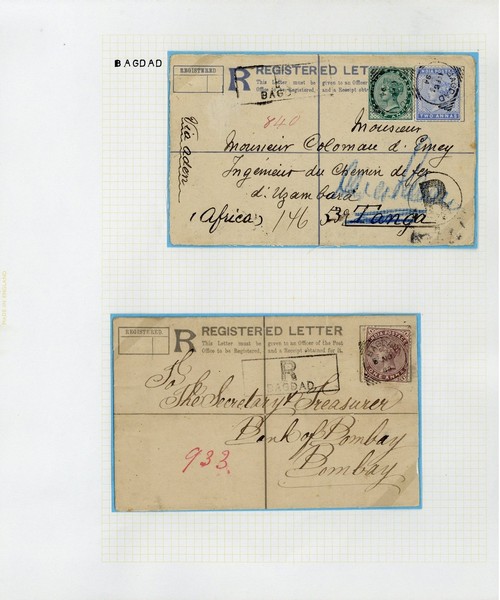 BAGDAD
REGISTERED
R REGISTERED LETTER
This Letter must be given to an Officer of the Post
Office to be Registered, and a Receipt obtained for it.
R
BAGDAD
TWO ANNAS
840
Via Aden
Monsieur
Monsieur Colomau d'
Ingénieur du Chemin de fer
d'Uzambara
(Africa) 146 Tanga
REGISTERED
R REGISTERED LETTER
This Letter must be given to an Officer of the Post
Office to be Registered, and a Receipt obtained for it.
R
BAGDAD
INDIA POSTAGE
To
The Secretary & Treasurer
Bank of Bombay
Bombay
933.